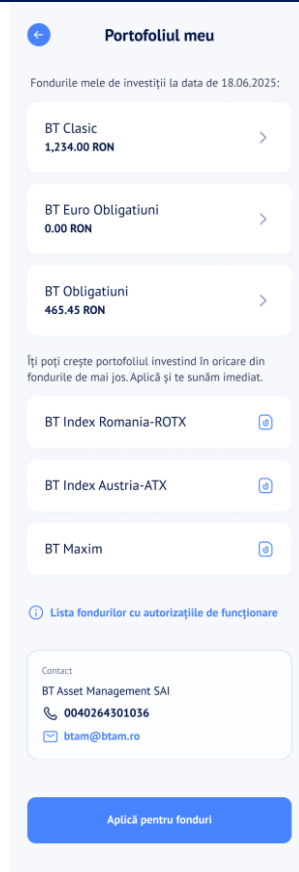 Portofoliul meu
Fondurile mele de investiții la data de 18.06.2025:
BT Clasic
1,234.00 RON
BT Euro Obligatiuni
0.00 RON
BT Obligatiuni
465.45 RON
Îți poți crește portofoliul investind în oricare din
fondurile de mai jos. Aplică și te sunăm imediat.
BT Index Romania-ROTX
BT Index Austria-ATX
BT Maxim
Lista fondurilor cu autorizațiile de funcționare
Contact
BT Asset Management SAI
0040264301036
btam@btam.ro
Aplică pentru fonduri